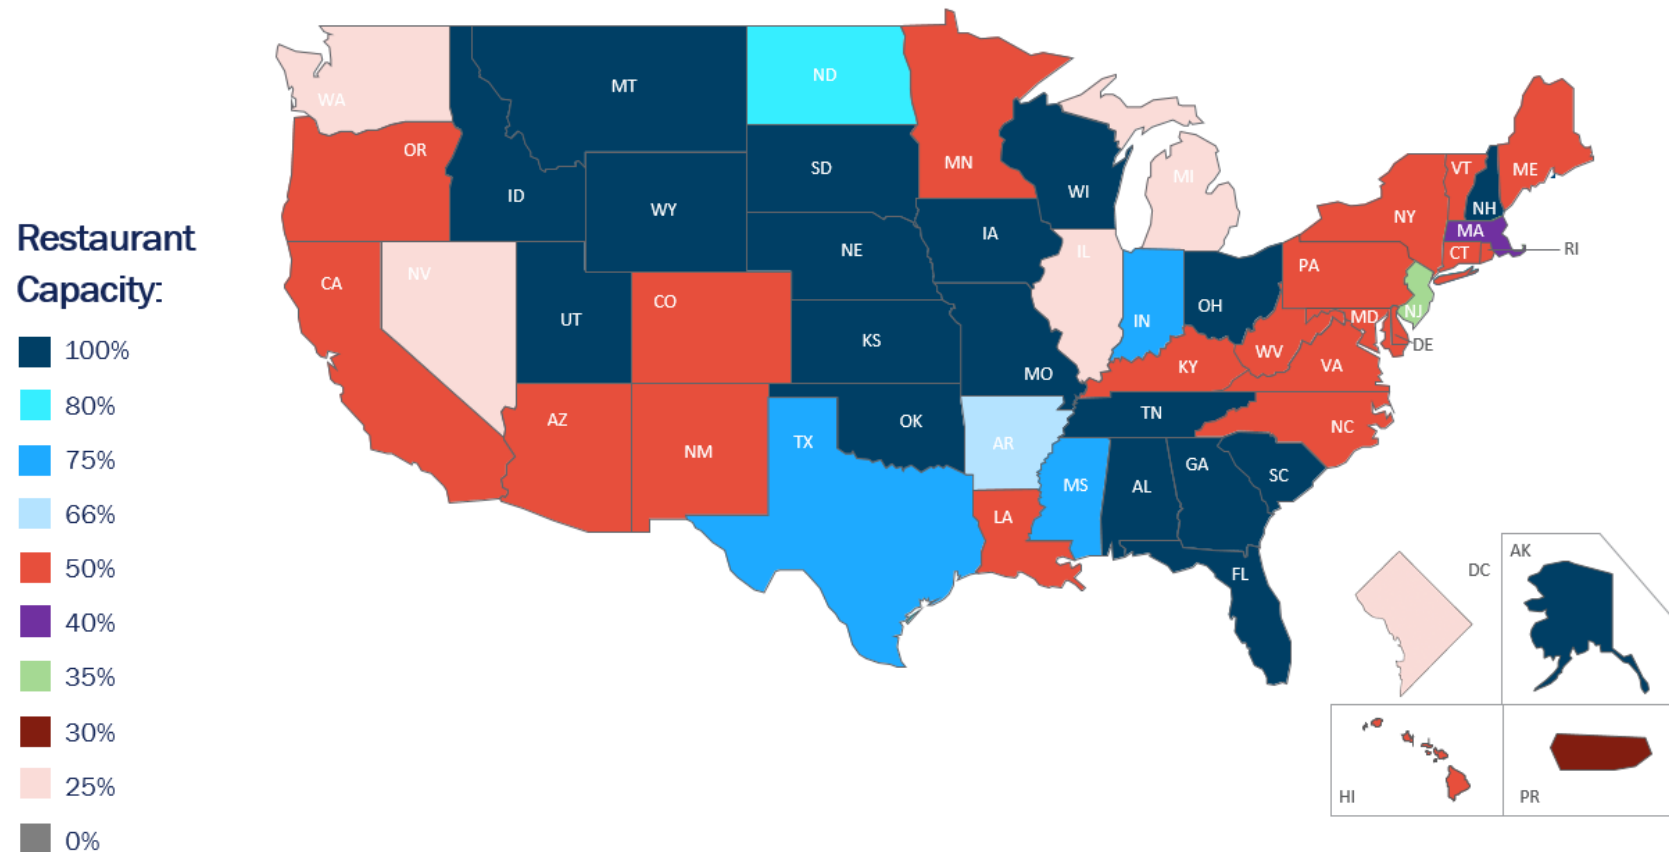 Restaurant
Capacity:
100%
80%
75%
66%
50%
40%
35%
30%
25%
0%
WA
MT
ND
MN
OR
ID
WY
SD
WI
MI
VT
ME
NH
NY
MA
RI
CT
CA
NV
UT
CO
NE
IA
IL
IN
OH
PA
NJ
MD
DE
KS
MO
KY
WV
VA
AZ
NM
TX
OK
AR
TN
NC
LA
MS
AL
GA
SC
FL
DC
AK
HI
PR